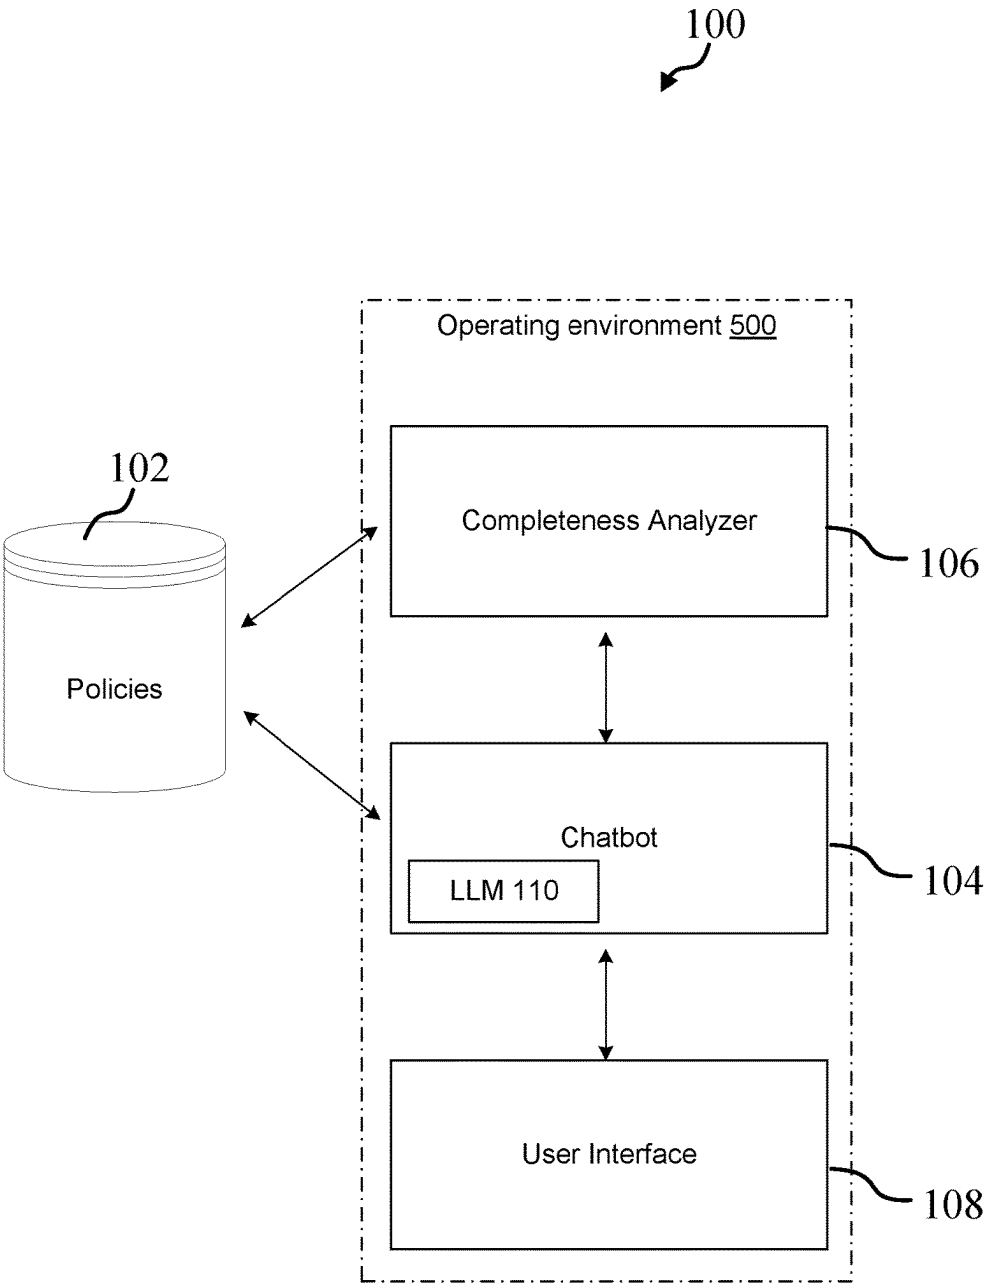 100
Operating environment 500
102
Completeness Analyzer
106
Policies
Chatbot
104
LLM 110
User Interface
108